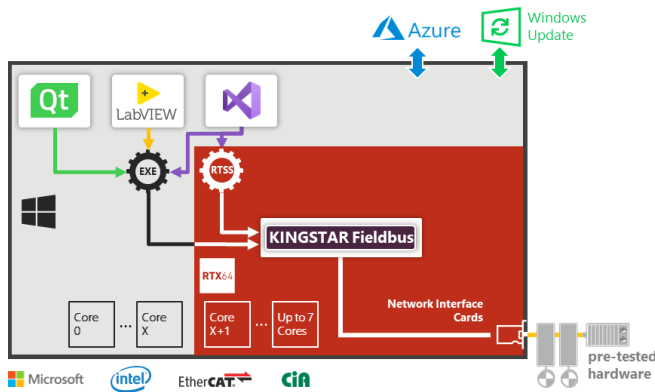 Azure
Windows
Update
Qt
LabVIEW
EXE
RTSS
KINGSTAR Fieldbus
RTX64
Core
0
...
Core
X
Core
X+1
...
Up to 7
Cores
Network Interface
Cards
pre-tested
hardware
Microsoft
intel
EtherCAT
CiA